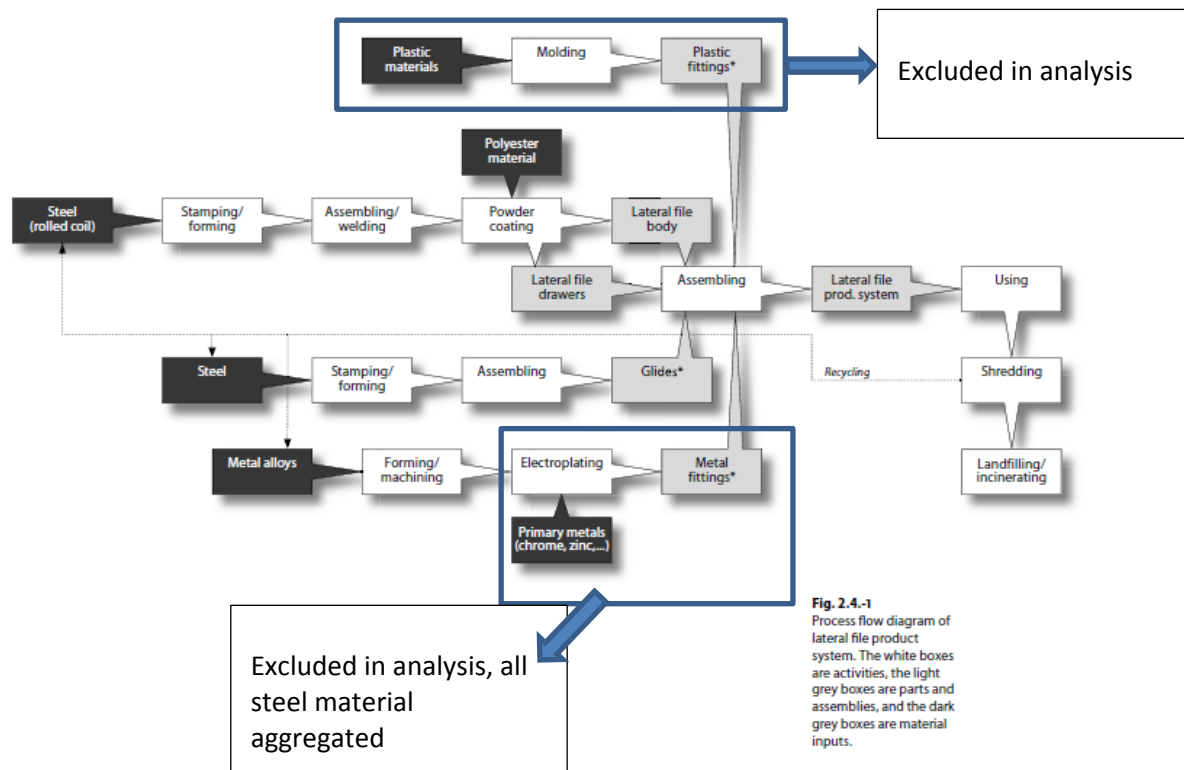 Plastic
materials
Molding
Plastic
fittings*
Excluded in analysis
Polyester
material
Steel
(rolled coil)
Stamping/
forming
Assembling/
welding
Powder
coating
Lateral file
body
Lateral file
drawers
Assembling
Lateral file
prod. system
Using
Steel
Stamping/
forming
Assembling
Glides*
Recycling
Shredding
Metal alloys
Forming/
machining
Electroplating
Metal
fittings*
Landfilling/
incinerating
Primary metals
(chrome, zinc,...)
Excluded in analysis, all
steel material
aggregated
Fig. 2.4.-1
Process flow diagram of
lateral file product
system. The white boxes
are activities, the light
grey boxes are parts and
assemblies, and the dark
grey boxes are material
inputs.